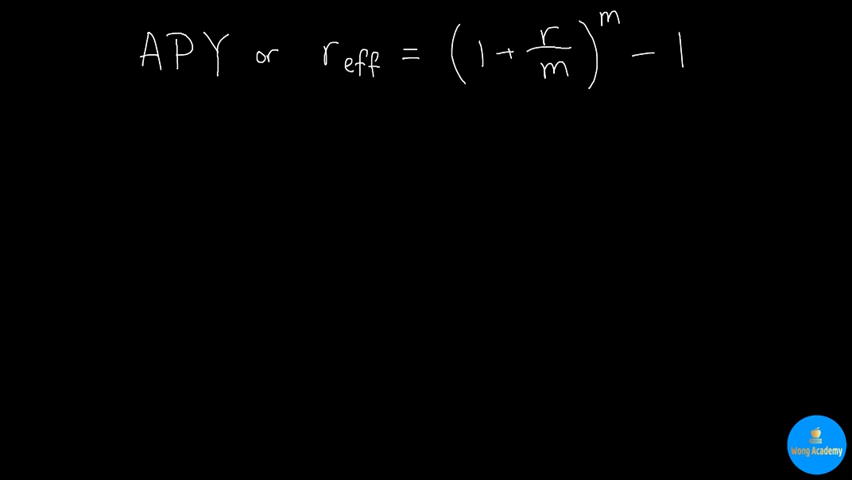 APY or r_eff = (1 + r/m)^m - 1
Wong Academy